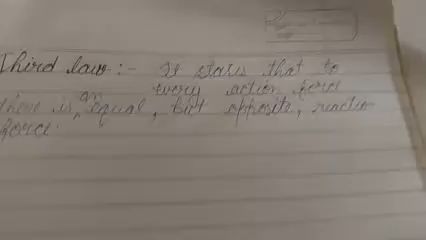 Third law :- It states that to
every action force
there is an equal, but opposite, reaction
force.